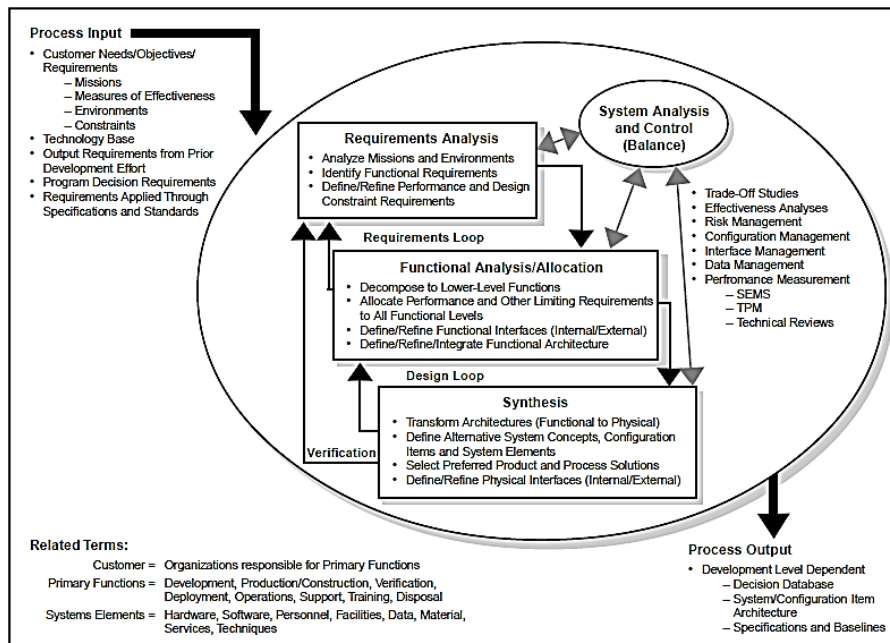 Process Input
• Customer Needs/Objectives/
Requirements
– Missions
– Measures of Effectiveness
– Environments
– Constraints
• Technology Base
• Output Requirements from Prior
Development Effort
• Program Decision Requirements
• Requirements Applied Through
Specifications and Standards
Requirements Analysis
• Analyze Missions and Environments
• Identify Functional Requirements
• Define/Refine Performance and Design
Constraint Requirements
System Analysis
and Control
(Balance)
• Trade-Off Studies
• Effectiveness Analyses
• Risk Management
• Configuration Management
• Interface Management
• Data Management
• Perfromance Measurement
– SEMS
– TPM
– Technical Reviews
Requirements Loop
Functional Analysis/Allocation
• Decompose to Lower-Level Functions
• Allocate Performance and Other Limiting Requirements
to All Functional Levels
• Define/Refine Functional Interfaces (Internal/External)
• Define/Refine/Integrate Functional Architecture
Design Loop
Synthesis
• Transform Architectures (Functional to Physical)
• Define Alternative System Concepts, Configuration
Items and System Elements
• Select Preferred Product and Process Solutions
• Define/Refine Physical Interfaces (Internal/External)
Verification
Related Terms:
Customer = Organizations responsible for Primary Functions
Primary Functions = Development, Production/Construction, Verification,
Deployment, Operations, Support, Training, Disposal
Systems Elements = Hardware, Software, Personnel, Facilities, Data, Material,
Services, Techniques
Process Output
• Development Level Dependent
– Decision Database
– System/Configuration Item
Architecture
– Specifications and Baselines